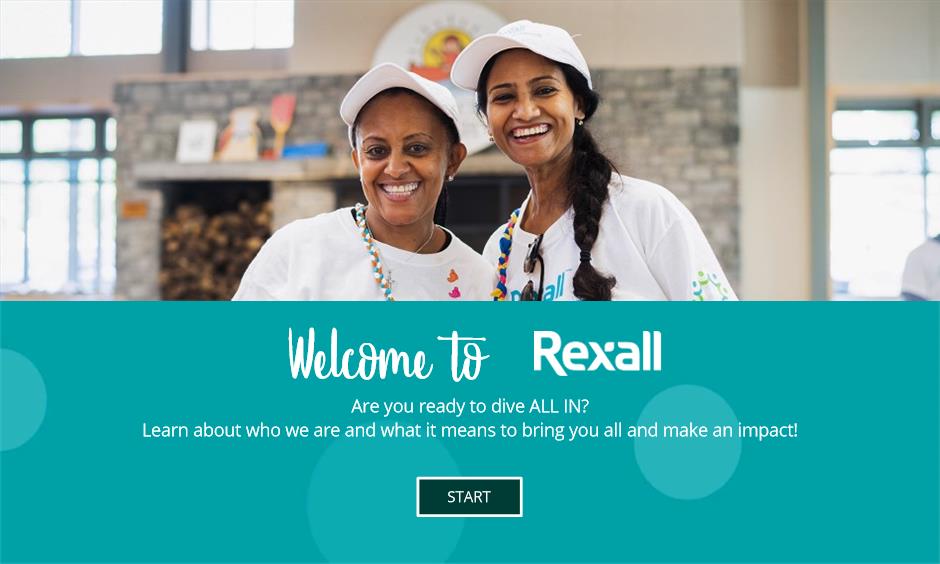 Welcome to Rexall
Are you ready to dive ALL IN?
Learn about who we are and what it means to bring you all and make an impact!
START